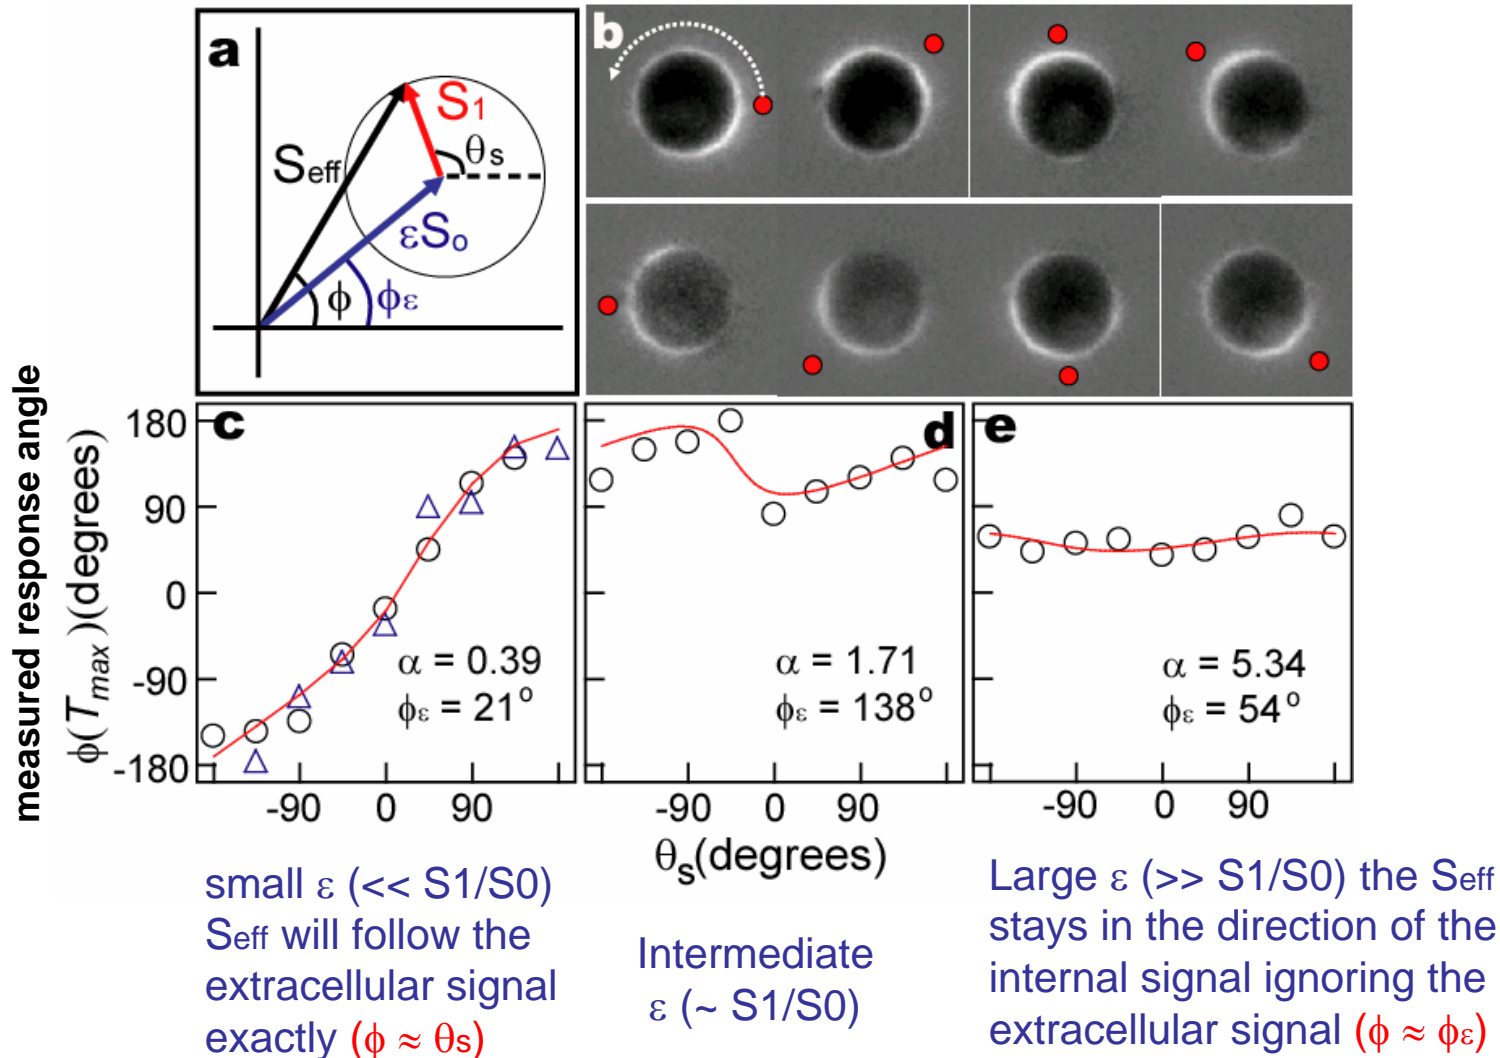 a
S1
θs
Seff
εSo
ϕ
ϕε
b
measured response angle
ϕ(Tmax)(degrees)
180
90
0
-90
-180
c
α = 0.39
ϕε = 21°
-90 0 90
d
α = 1.71
ϕε = 138°
-90 0 90
e
α = 5.34
ϕε = 54°
-90 0 90
θs(degrees)
small ε (<< S1/S0)
Seff will follow the
extracellular signal
exactly (ϕ ≈ θs)
Intermediate
ε (~ S1/S0)
Large ε (>> S1/S0) the Seff
stays in the direction of the
internal signal ignoring the
extracellular signal (ϕ ≈ ϕε)